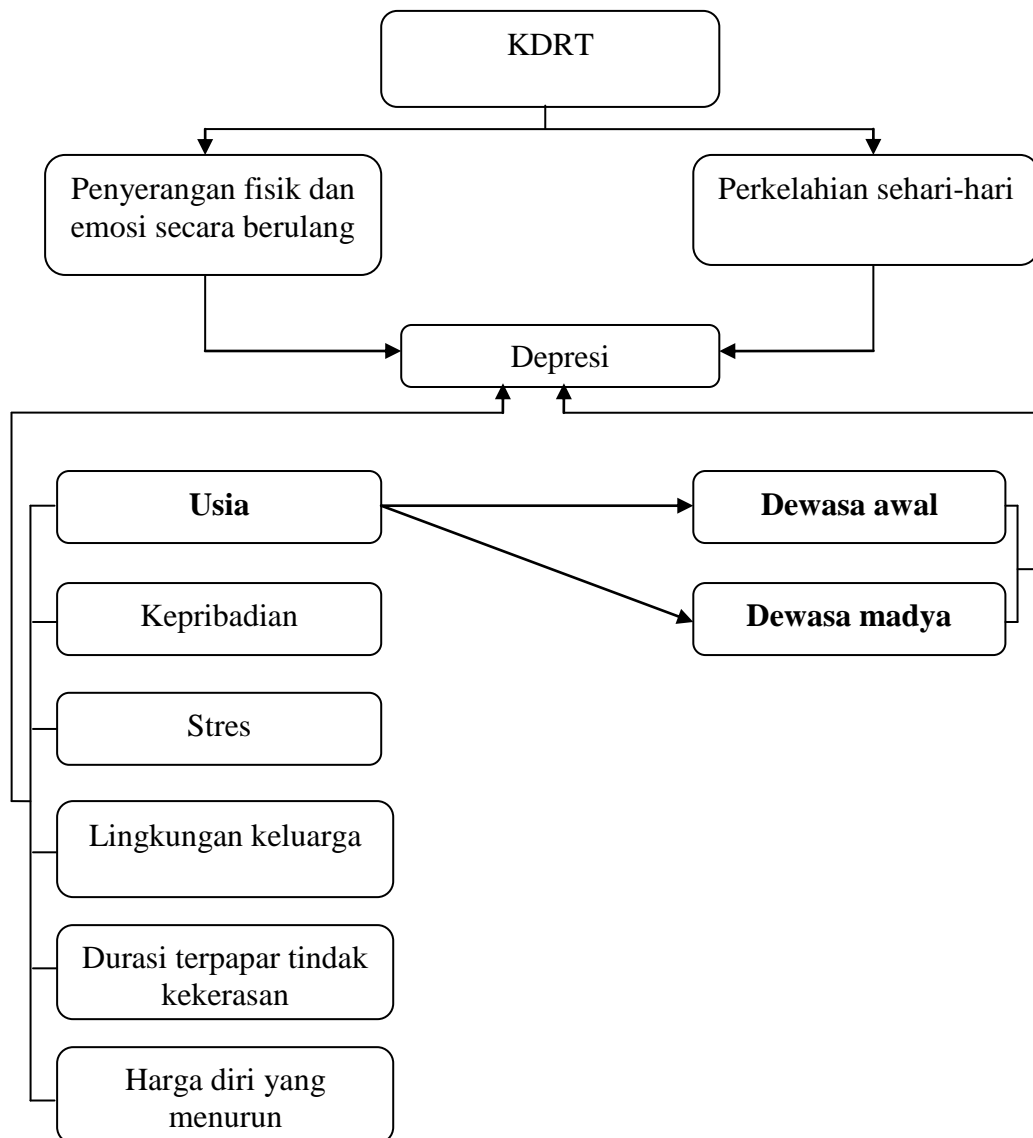 KDRT
Penyerangan fisik dan
emosi secara berulang
Perkelahian sehari-hari
Depresi
Usia
Dewasa awal
Kepribadian
Dewasa madya
Stres
Lingkungan keluarga
Durasi terpapar tindak
kekerasan
Harga diri yang
menurun